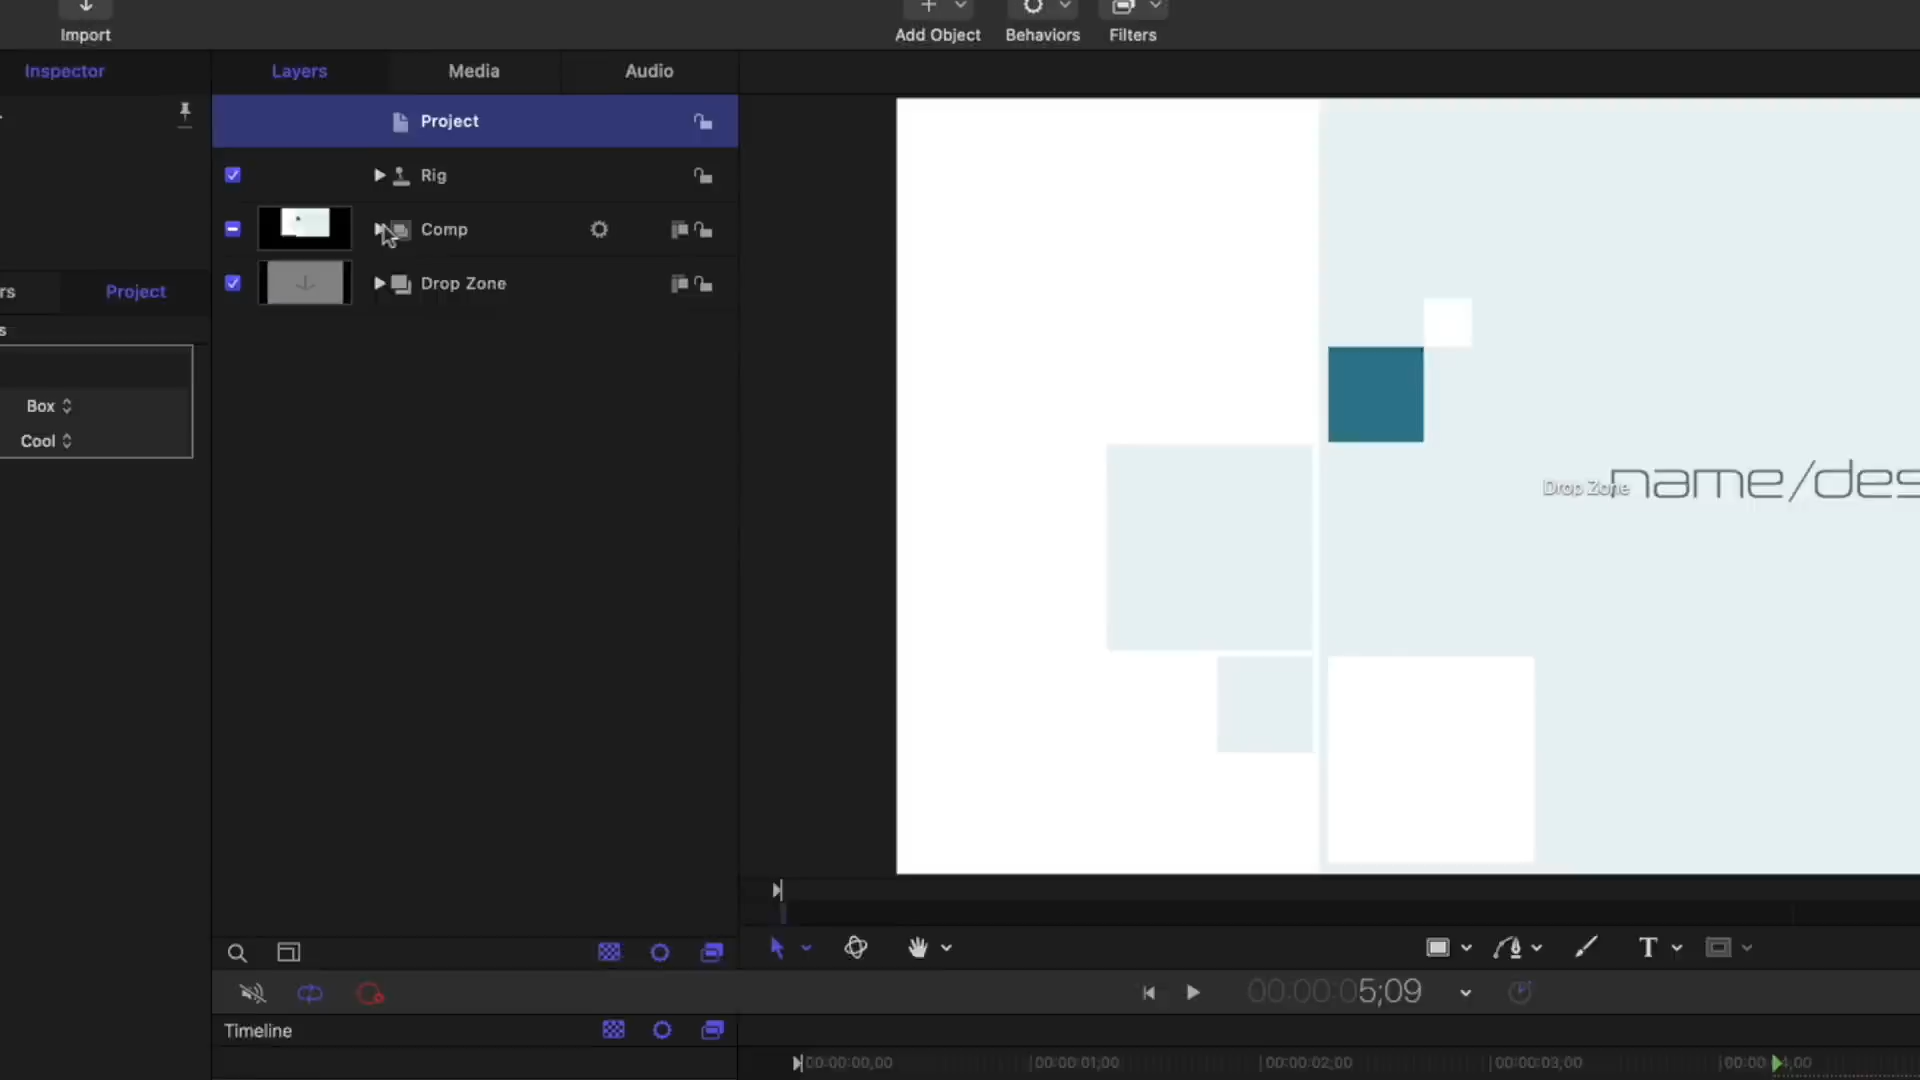 Import
Add Object
Behaviors
Filters
Inspector
Layers
Media
Audio
Project
Rig
Comp
Drop Zone
rs
Project
s
Box
Cool
Drop Zone
name/des
T
00:00:05;09
Timeline
00:00:00;00
00:00:01;00
00:00:02;00
00:00:03;00